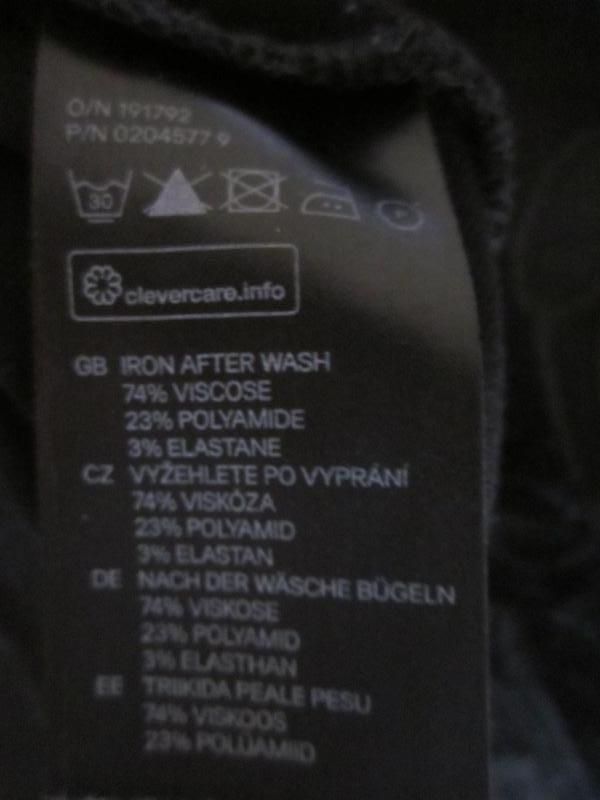 O/N 191792
P/N 0204577 9
30
P
clevercare.info
GB IRON AFTER WASH
74% VISCOSE
23% POLYAMIDE
3% ELASTANE
CZ VYŽEHLETE PO VYPRÁNÍ
74% VISKÓZA
23% POLYAMID
3% ELASTAN
DE NACH DER WÄSCHE BÜGELN
74% VISKOSE
23% POLYAMID
3% ELASTHAN
EE TRIIKIDA PEALE PESU
74% VISKOOS
23% POLÜAMIID